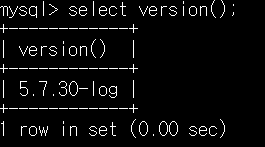 mysql> select version();
+------------+
| version()  |
+------------+
| 5.7.30-log |
+------------+
1 row in set (0.00 sec)